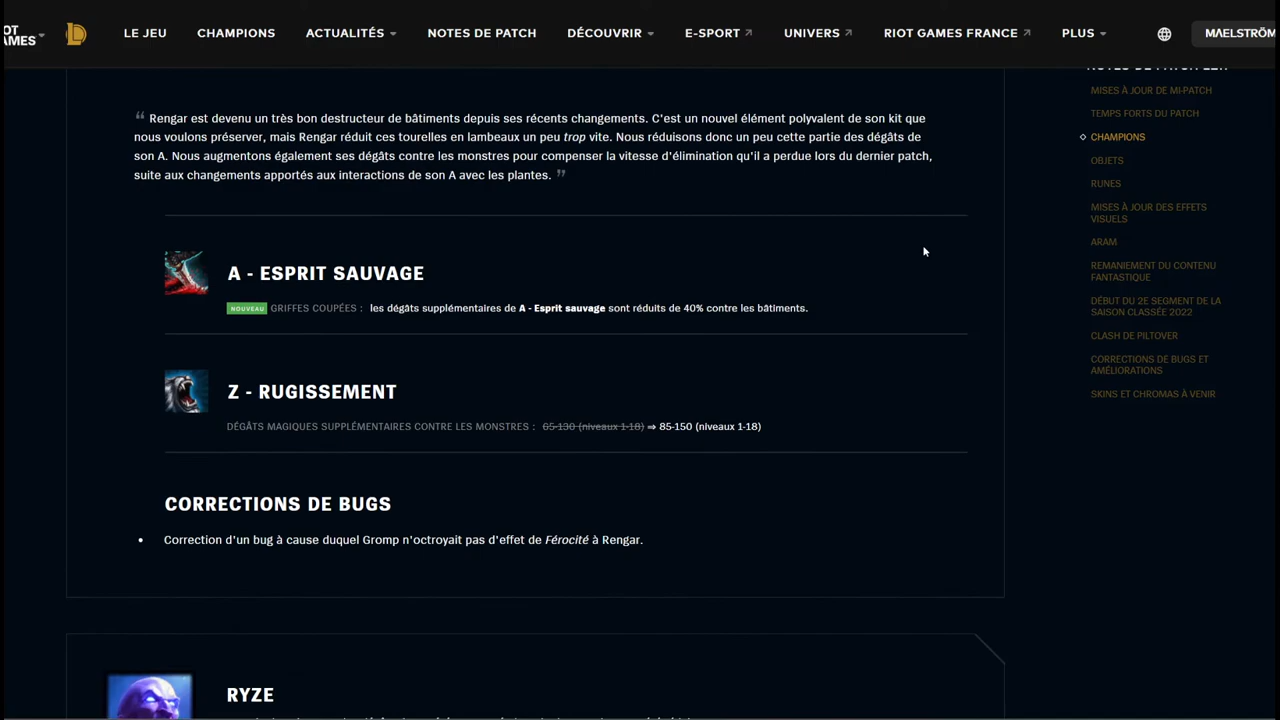 LE JEU
CHAMPIONS
ACTUALITÉS
NOTES DE PATCH
DÉCOUVRIR
E-SPORT
UNIVERS
RIOT GAMES FRANCE
PLUS
MAELSTRÖM
Rengar est devenu un très bon destructeur de bâtiments depuis ses récents changements. C'est un nouvel élément polyvalent de son kit que
nous voulons préserver, mais Rengar réduit ces tourelles en lambeaux un peu trop vite. Nous réduisons donc un peu cette partie des dégâts de
son A. Nous augmentons également ses dégâts contre les monstres pour compenser la vitesse d'élimination qu'il a perdue lors du dernier patch,
suite aux changements apportés aux interactions de son A avec les plantes.
A - ESPRIT SAUVAGE
NOUVEAU GRIFFES COUPÉES : les dégâts supplémentaires de A - Esprit sauvage sont réduits de 40% contre les bâtiments.
Z - RUGISSEMENT
DÉGÂTS MAGIQUES SUPPLÉMENTAIRES CONTRE LES MONSTRES : 65-130 (niveaux 1-18) ⇒ 85-150 (niveaux 1-18)
CORRECTIONS DE BUGS
• Correction d'un bug à cause duquel Gromp n'octroyait pas d'effet de Férocité à Rengar.
RYZE
MISES À JOUR DE MI-PATCH
TEMPS FORTS DU PATCH
CHAMPIONS
OBJETS
RUNES
MISES À JOUR DES EFFETS
VISUELS
ARAM
REMANIEMENT DU CONTENU
FANTASTIQUE
DÉBUT DU 2E SEGMENT DE LA
SAISON CLASSÉE 2022
CLASH DE PILTOVER
CORRECTIONS DE BUGS ET
AMÉLIORATIONS
SKINS ET CHROMAS À VENIR